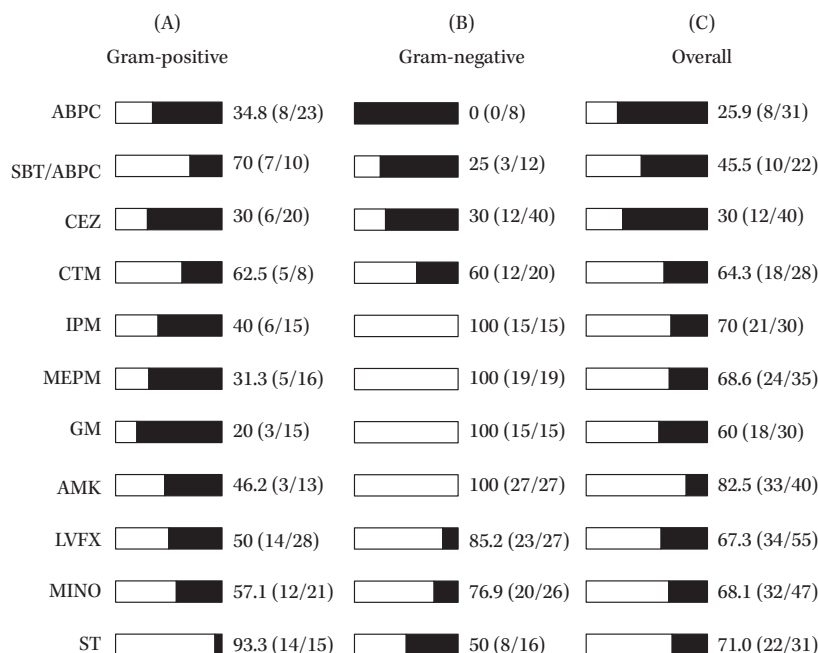 (A) (B) (C)
Gram-positive Gram-negative Overall
ABPC 34.8 (8/23) 0 (0/8) 25.9 (8/31)
SBT/ABPC 70 (7/10) 25 (3/12) 45.5 (10/22)
CEZ 30 (6/20) 30 (12/40) 30 (12/40)
CTM 62.5 (5/8) 60 (12/20) 64.3 (18/28)
IPM 40 (6/15) 100 (15/15) 70 (21/30)
MEPM 31.3 (5/16) 100 (19/19) 68.6 (24/35)
GM 20 (3/15) 100 (15/15) 60 (18/30)
AMK 46.2 (3/13) 100 (27/27) 82.5 (33/40)
LVFX 50 (14/28) 85.2 (23/27) 67.3 (34/55)
MINO 57.1 (12/21) 76.9 (20/26) 68.1 (32/47)
ST 93.3 (14/15) 50 (8/16) 71.0 (22/31)